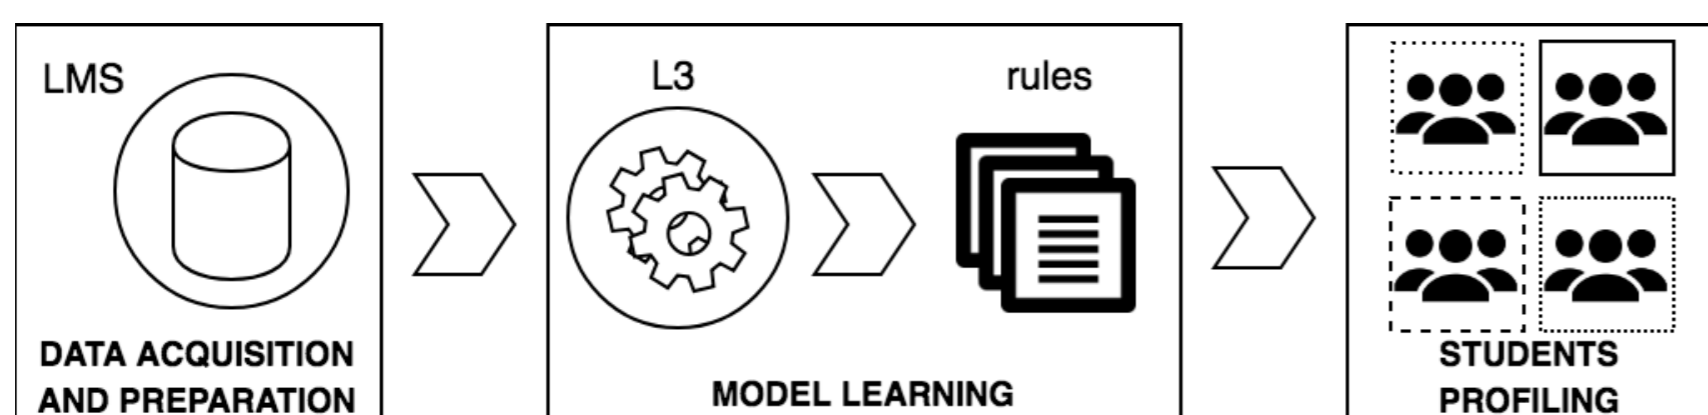 LMS
DATA ACQUISITION
AND PREPARATION
L3
rules
MODEL LEARNING
STUDENTS
PROFILING